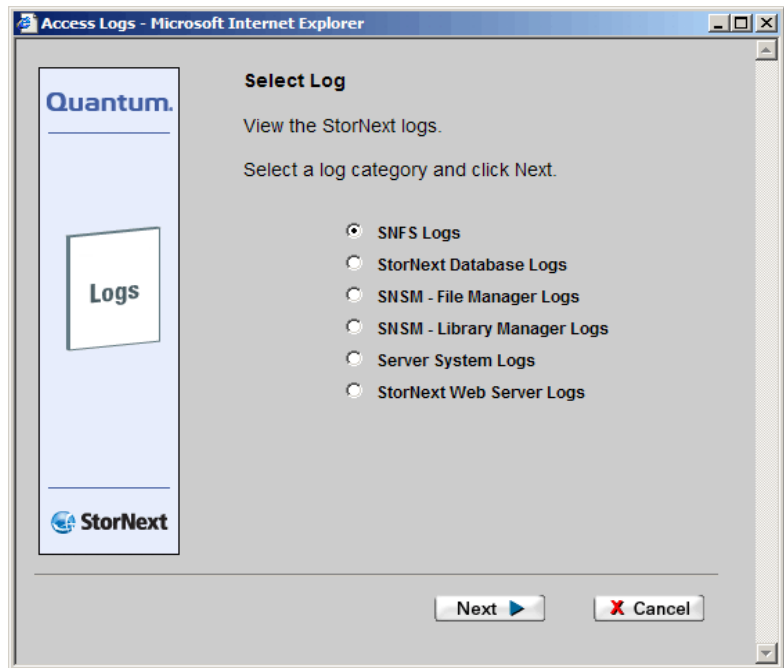 Access Logs - Microsoft Internet Explorer
Quantum.
Logs
StorNext
Select Log
View the StorNext logs.
Select a log category and click Next.
SNFS Logs
StorNext Database Logs
SNSM - File Manager Logs
SNSM - Library Manager Logs
Server System Logs
StorNext Web Server Logs
Next
X Cancel